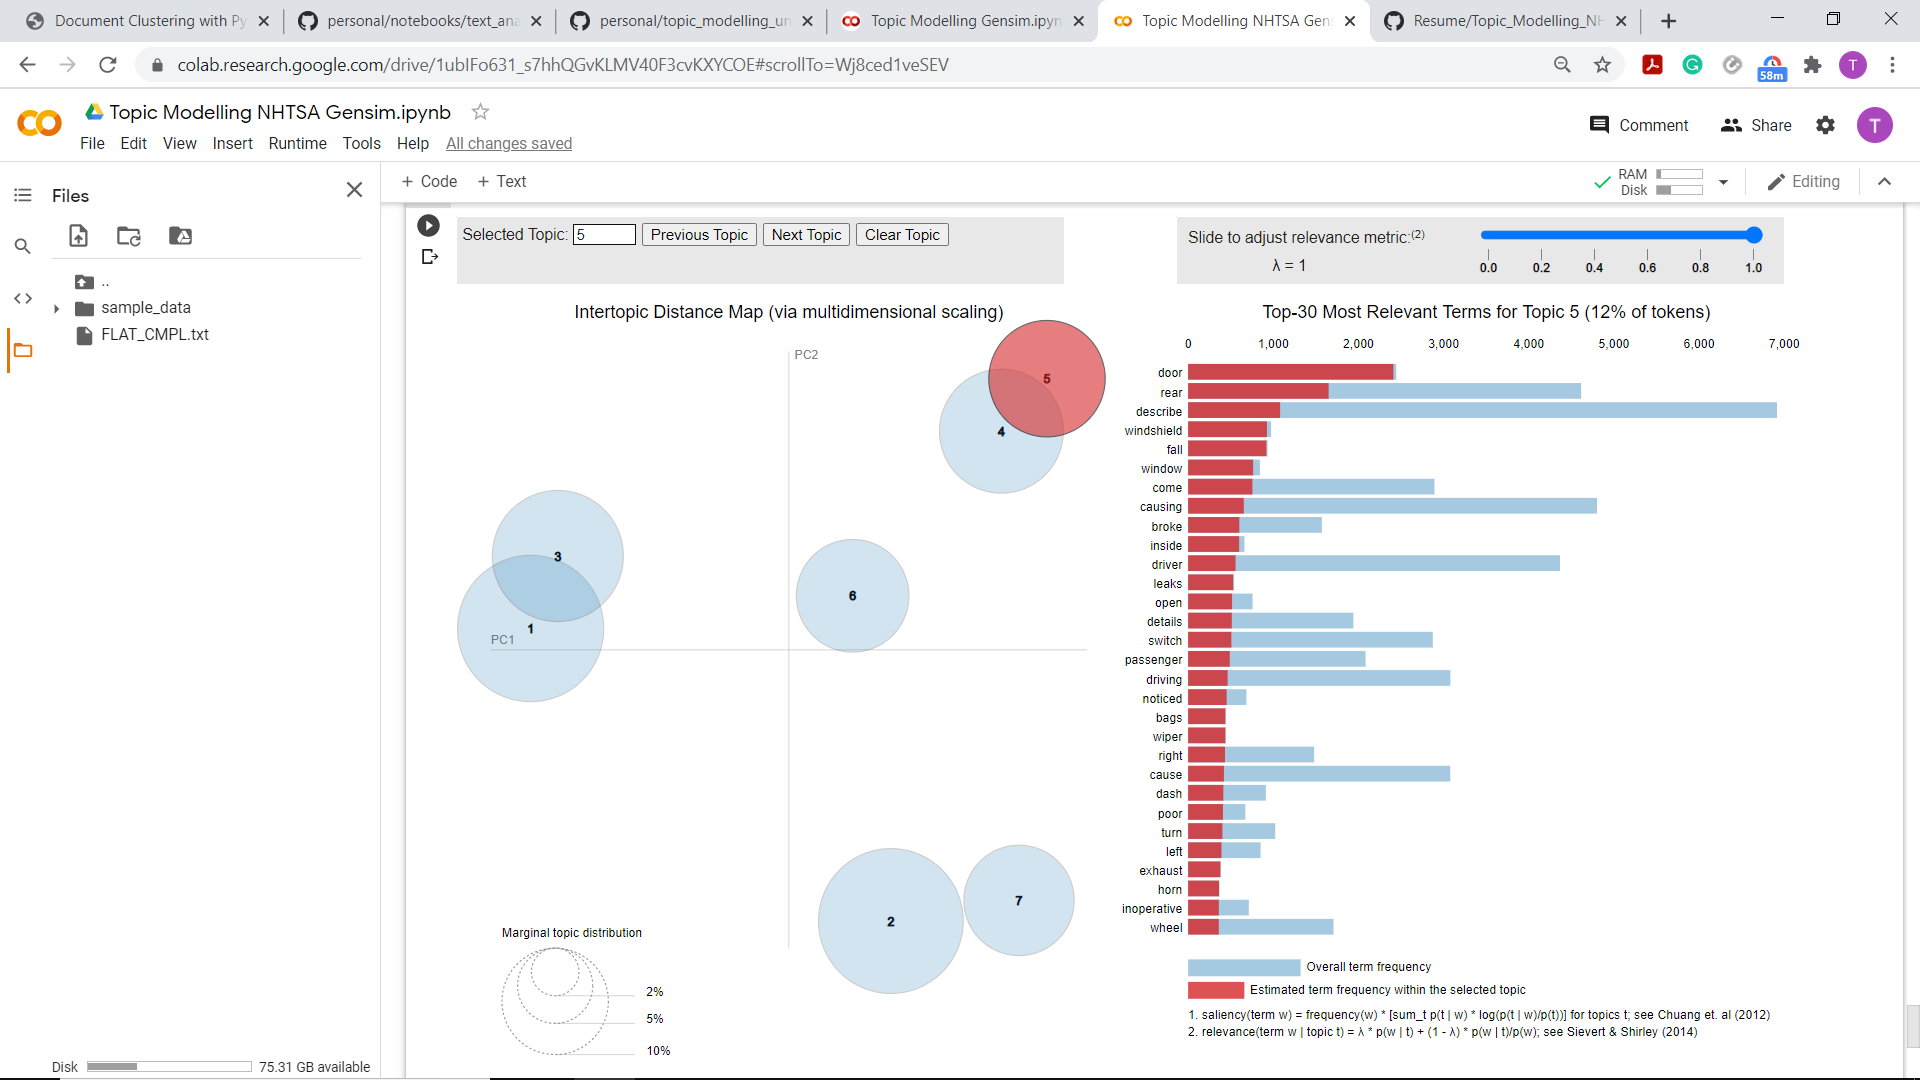 Document Clustering with Py
personal/notebooks/text_ana
personal/topic_modelling_un
Topic Modelling Gensim.ipyn
Topic Modelling NHTSA Gen
Resume/Topic_Modelling_NH
colab.research.google.com/drive/1ublFo631_s7hhQGvKLMV40F3cvKXYCOE#scrollTo=Wj8ced1veSEV
58m
T
Topic Modelling NHTSA Gensim.ipynb
File Edit View Insert Runtime Tools Help All changes saved
Comment Share T
Files
+ Code + Text
RAM
Disk
Editing
..
sample_data
FLAT_CMPL.txt
Disk 75.31 GB available
Selected Topic: 5 Previous Topic Next Topic Clear Topic
Slide to adjust relevance metric:(2)
λ = 1
0.0 0.2 0.4 0.6 0.8 1.0
Intertopic Distance Map (via multidimensional scaling)
PC2
5
4
3
6
1
PC1
2
7
Marginal topic distribution
2%
5%
10%
Top-30 Most Relevant Terms for Topic 5 (12% of tokens)
0 1,000 2,000 3,000 4,000 5,000 6,000 7,000
door
rear
describe
windshield
fall
window
come
causing
broke
inside
driver
leaks
open
details
switch
passenger
driving
noticed
bags
wiper
right
cause
dash
poor
turn
left
exhaust
horn
inoperative
wheel
Overall term frequency
Estimated term frequency within the selected topic
1. saliency(term w) = frequency(w) * [sum_t p(t | w) * log(p(t | w)/p(t))] for topics t; see Chuang et. al (2012)
2. relevance(term w | topic t) = λ * p(w | t) + (1 - λ) * p(w | t)/p(w); see Sievert & Shirley (2014)